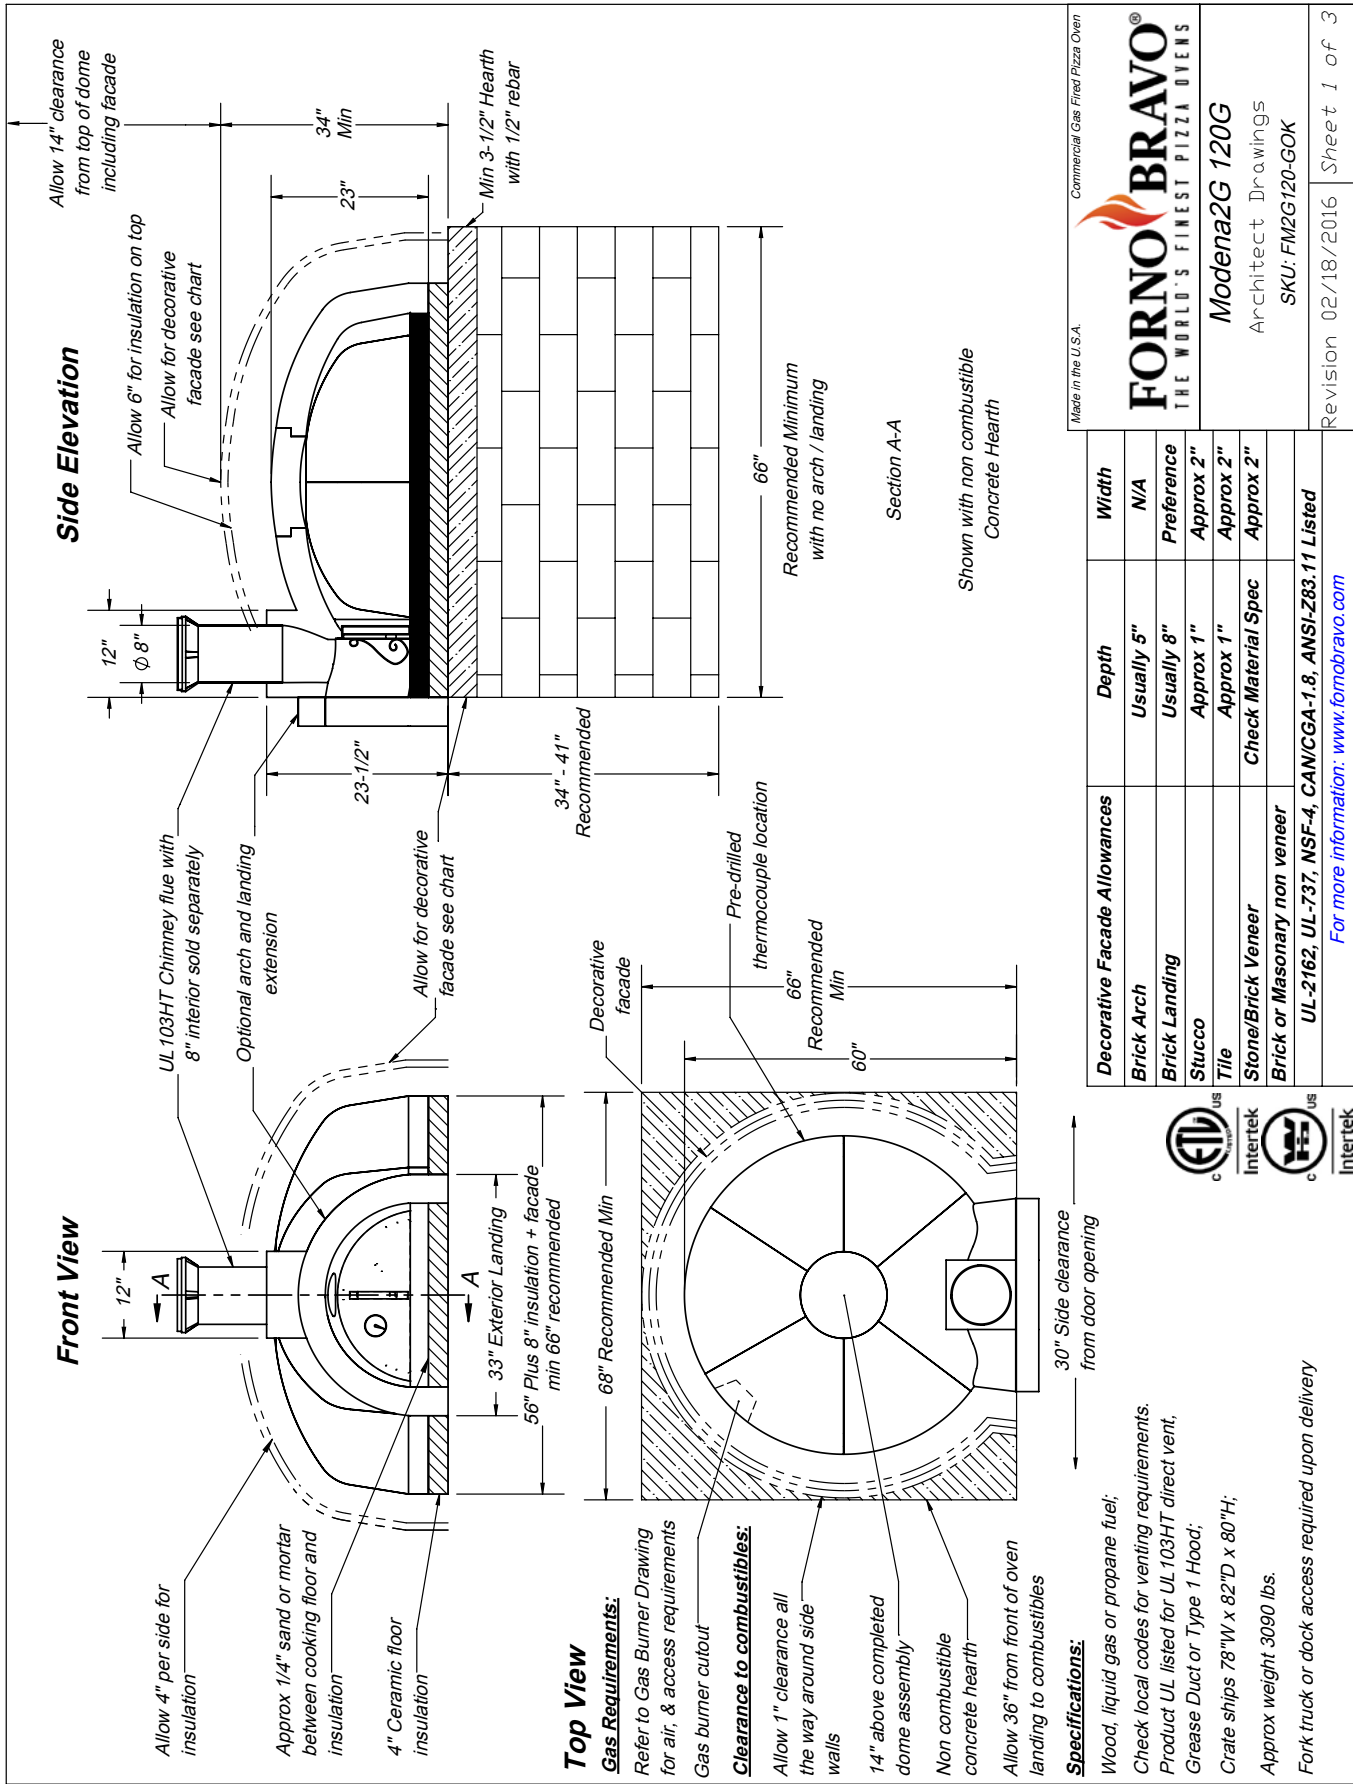 Front View
Side Elevation
Allow 14" clearance
from top of dome
including facade
Allow 6" for insulation on top
Allow for decorative
facade see chart
34"
Min
23"
Min 3-1/2" Hearth
with 1/2" rebar
12"
Φ 8"
23-1/2"
34" - 41"
Recommended
66"
Recommended Minimum
with no arch / landing
Section A-A
Shown with non combustible
Concrete Hearth
UL103HT Chimney flue with
8" interior sold separately
Optional arch and landing
extension
Allow for decorative
facade see chart
12"
A
A
33" Exterior Landing
56" Plus 8" insulation + facade
min 66" recommended
Allow 4" per side for
insulation
Approx 1/4" sand or mortar
between cooking floor and
insulation
4" Ceramic floor
insulation
Top View
Gas Requirements:
Refer to Gas Burner Drawing
for air, & access requirements
Gas burner cutout
Clearance to combustibles:
Allow 1" clearance all
the way around side
walls
14" above completed
dome assembly
Non combustible
concrete hearth
Allow 36" from front of oven
landing to combustibles
68" Recommended Min
Decorative
facade
Pre-drilled
thermocouple location
66"
Recommended
Min
60"
30" Side clearance
from door opening
Specifications:
Wood, liquid gas or propane fuel;
Check local codes for venting requirements.
Product UL listed for UL103HT direct vent,
Grease Duct or Type 1 Hood;
Crate ships 78"W x 82"D x 80"H;
Approx weight 3090 lbs.
Fork truck or dock access required upon delivery
C ETL US
LISTED
Intertek
C WH US
Intertek
Decorative Facade Allowances Depth Width
Brick Arch Usually 5" N/A
Brick Landing Usually 8" Preference
Stucco Approx 1" Approx 2"
Tile Approx 1" Approx 2"
Stone/Brick Veneer Check Material Spec Approx 2"
Brick or Masonary non veneer
UL-2162, UL-737, NSF-4, CAN/CGA-1.8, ANSI-Z83.11 Listed
For more information: www.fornobravo.com
Made in the U.S.A. Commercial Gas Fired Pizza Oven
FORNO BRAVO®
THE WORLD'S FINEST PIZZA OVENS
Modena2G 120G
Architect Drawings
SKU: FM2G120-GOK
Revision 02/18/2016 Sheet 1 of 3